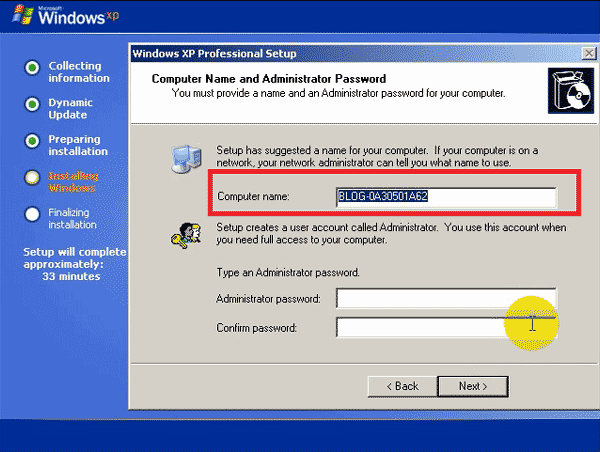 Microsoft
Windows xp
Collecting
information
Dynamic
Update
Preparing
installation
Installing
Windows
Finalizing
installation
Setup will complete
approximately:
33 minutes
Windows XP Professional Setup
Computer Name and Administrator Password
You must provide a name and an Administrator password for your computer.
Setup has suggested a name for your computer. If your computer is on a
network, your network administrator can tell you what name to use.
Computer name: BLOG-0A30501A62
Setup creates a user account called Administrator. You use this account when
you need full access to your computer.
Type an Administrator password.
Administrator password:
Confirm password:
< Back Next >